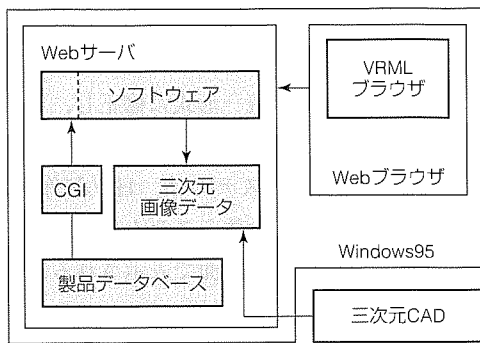 Webサーバ
ソフトウェア
CGI
三次元
画像データ
製品データベース
VRML
ブラウザ
Webブラウザ
Windows95
三次元CAD